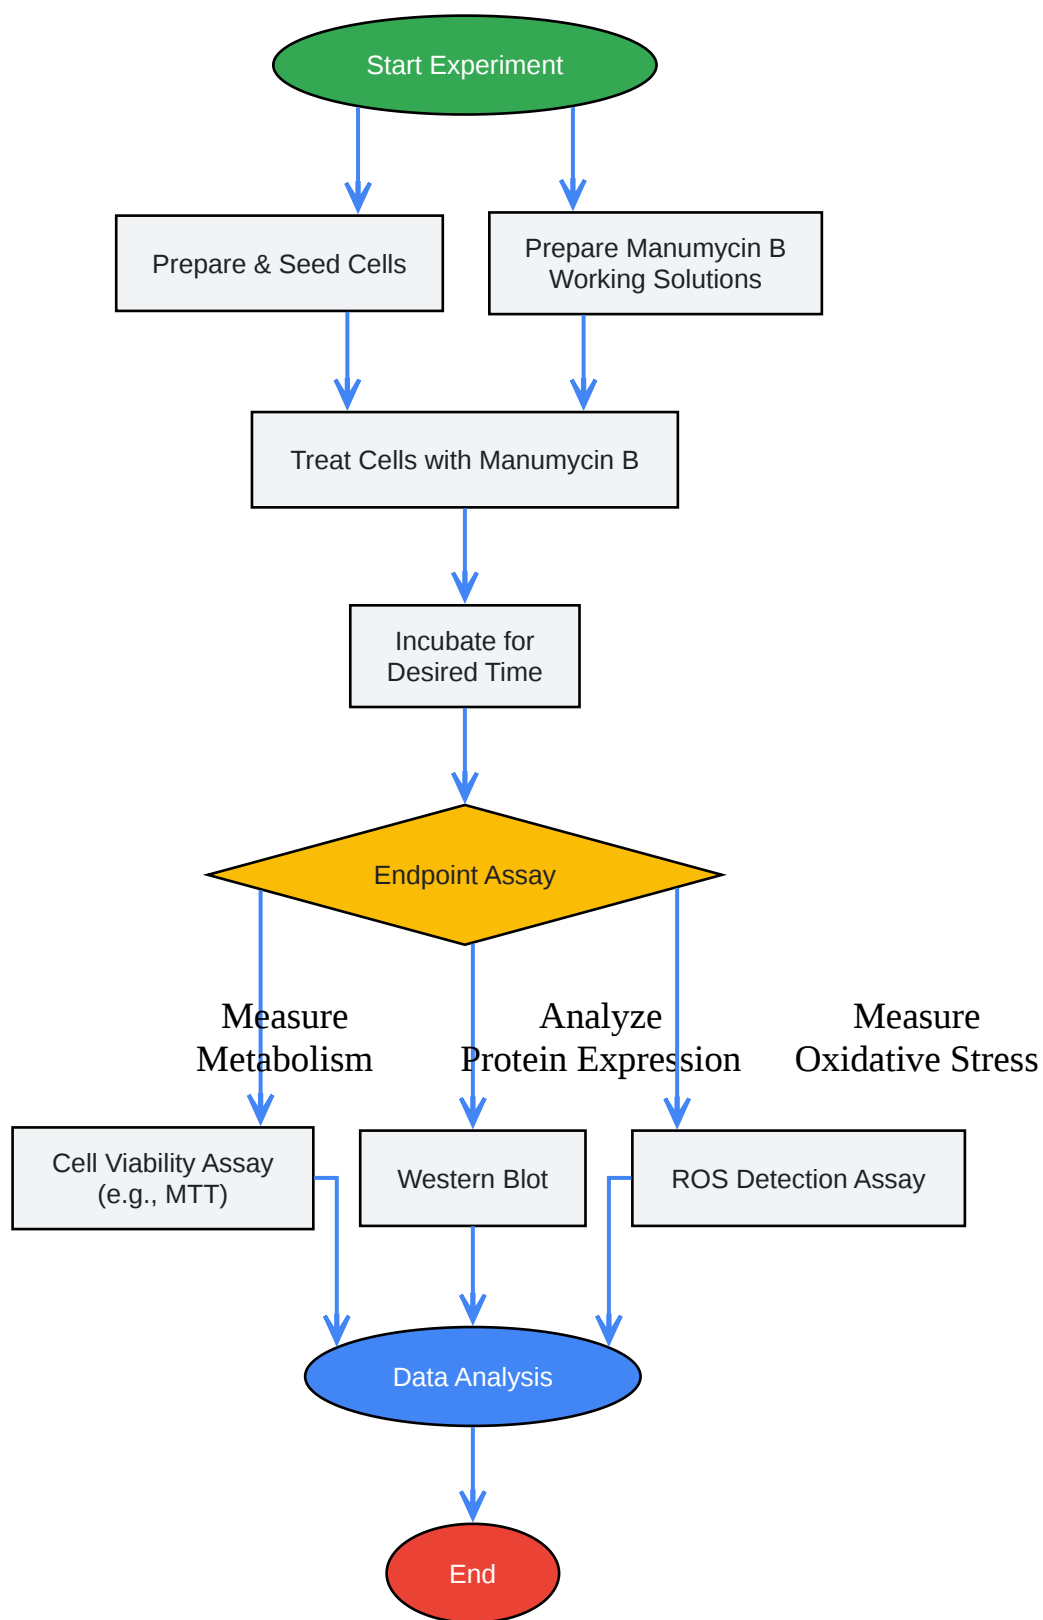 Start Experiment
Prepare & Seed Cells
Prepare Manumycin B
Working Solutions
Treat Cells with Manumycin B
Incubate for
Desired Time
Endpoint Assay
Measure
Metabolism
Analyze
Protein Expression
Measure
Oxidative Stress
Cell Viability Assay
(e.g., MTT)
Western Blot
ROS Detection Assay
Data Analysis
End